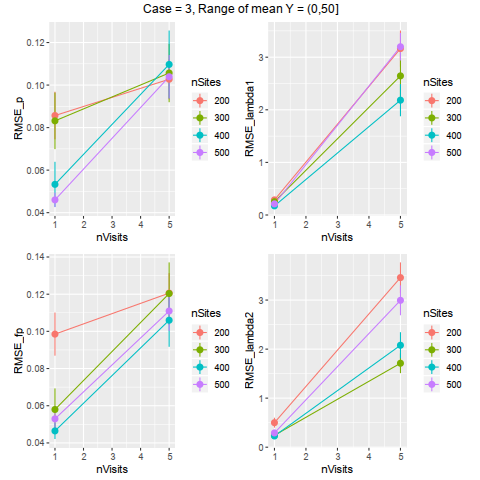 Case = 3, Range of mean Y = (0,50]
RMSE_p
0.12
0.10
0.08
0.06
0.04
1 2 3 4 5
nVisits
nSites
200
300
400
500
RMSE_lambda1
3
2
1
0
1 2 3 4 5
nVisits
nSites
200
300
400
500
RMSE_fp
0.14
0.12
0.10
0.08
0.06
0.04
1 2 3 4 5
nVisits
nSites
200
300
400
500
RMSE_lambda2
3
2
1
0
1 2 3 4 5
nVisits
nSites
200
300
400
500